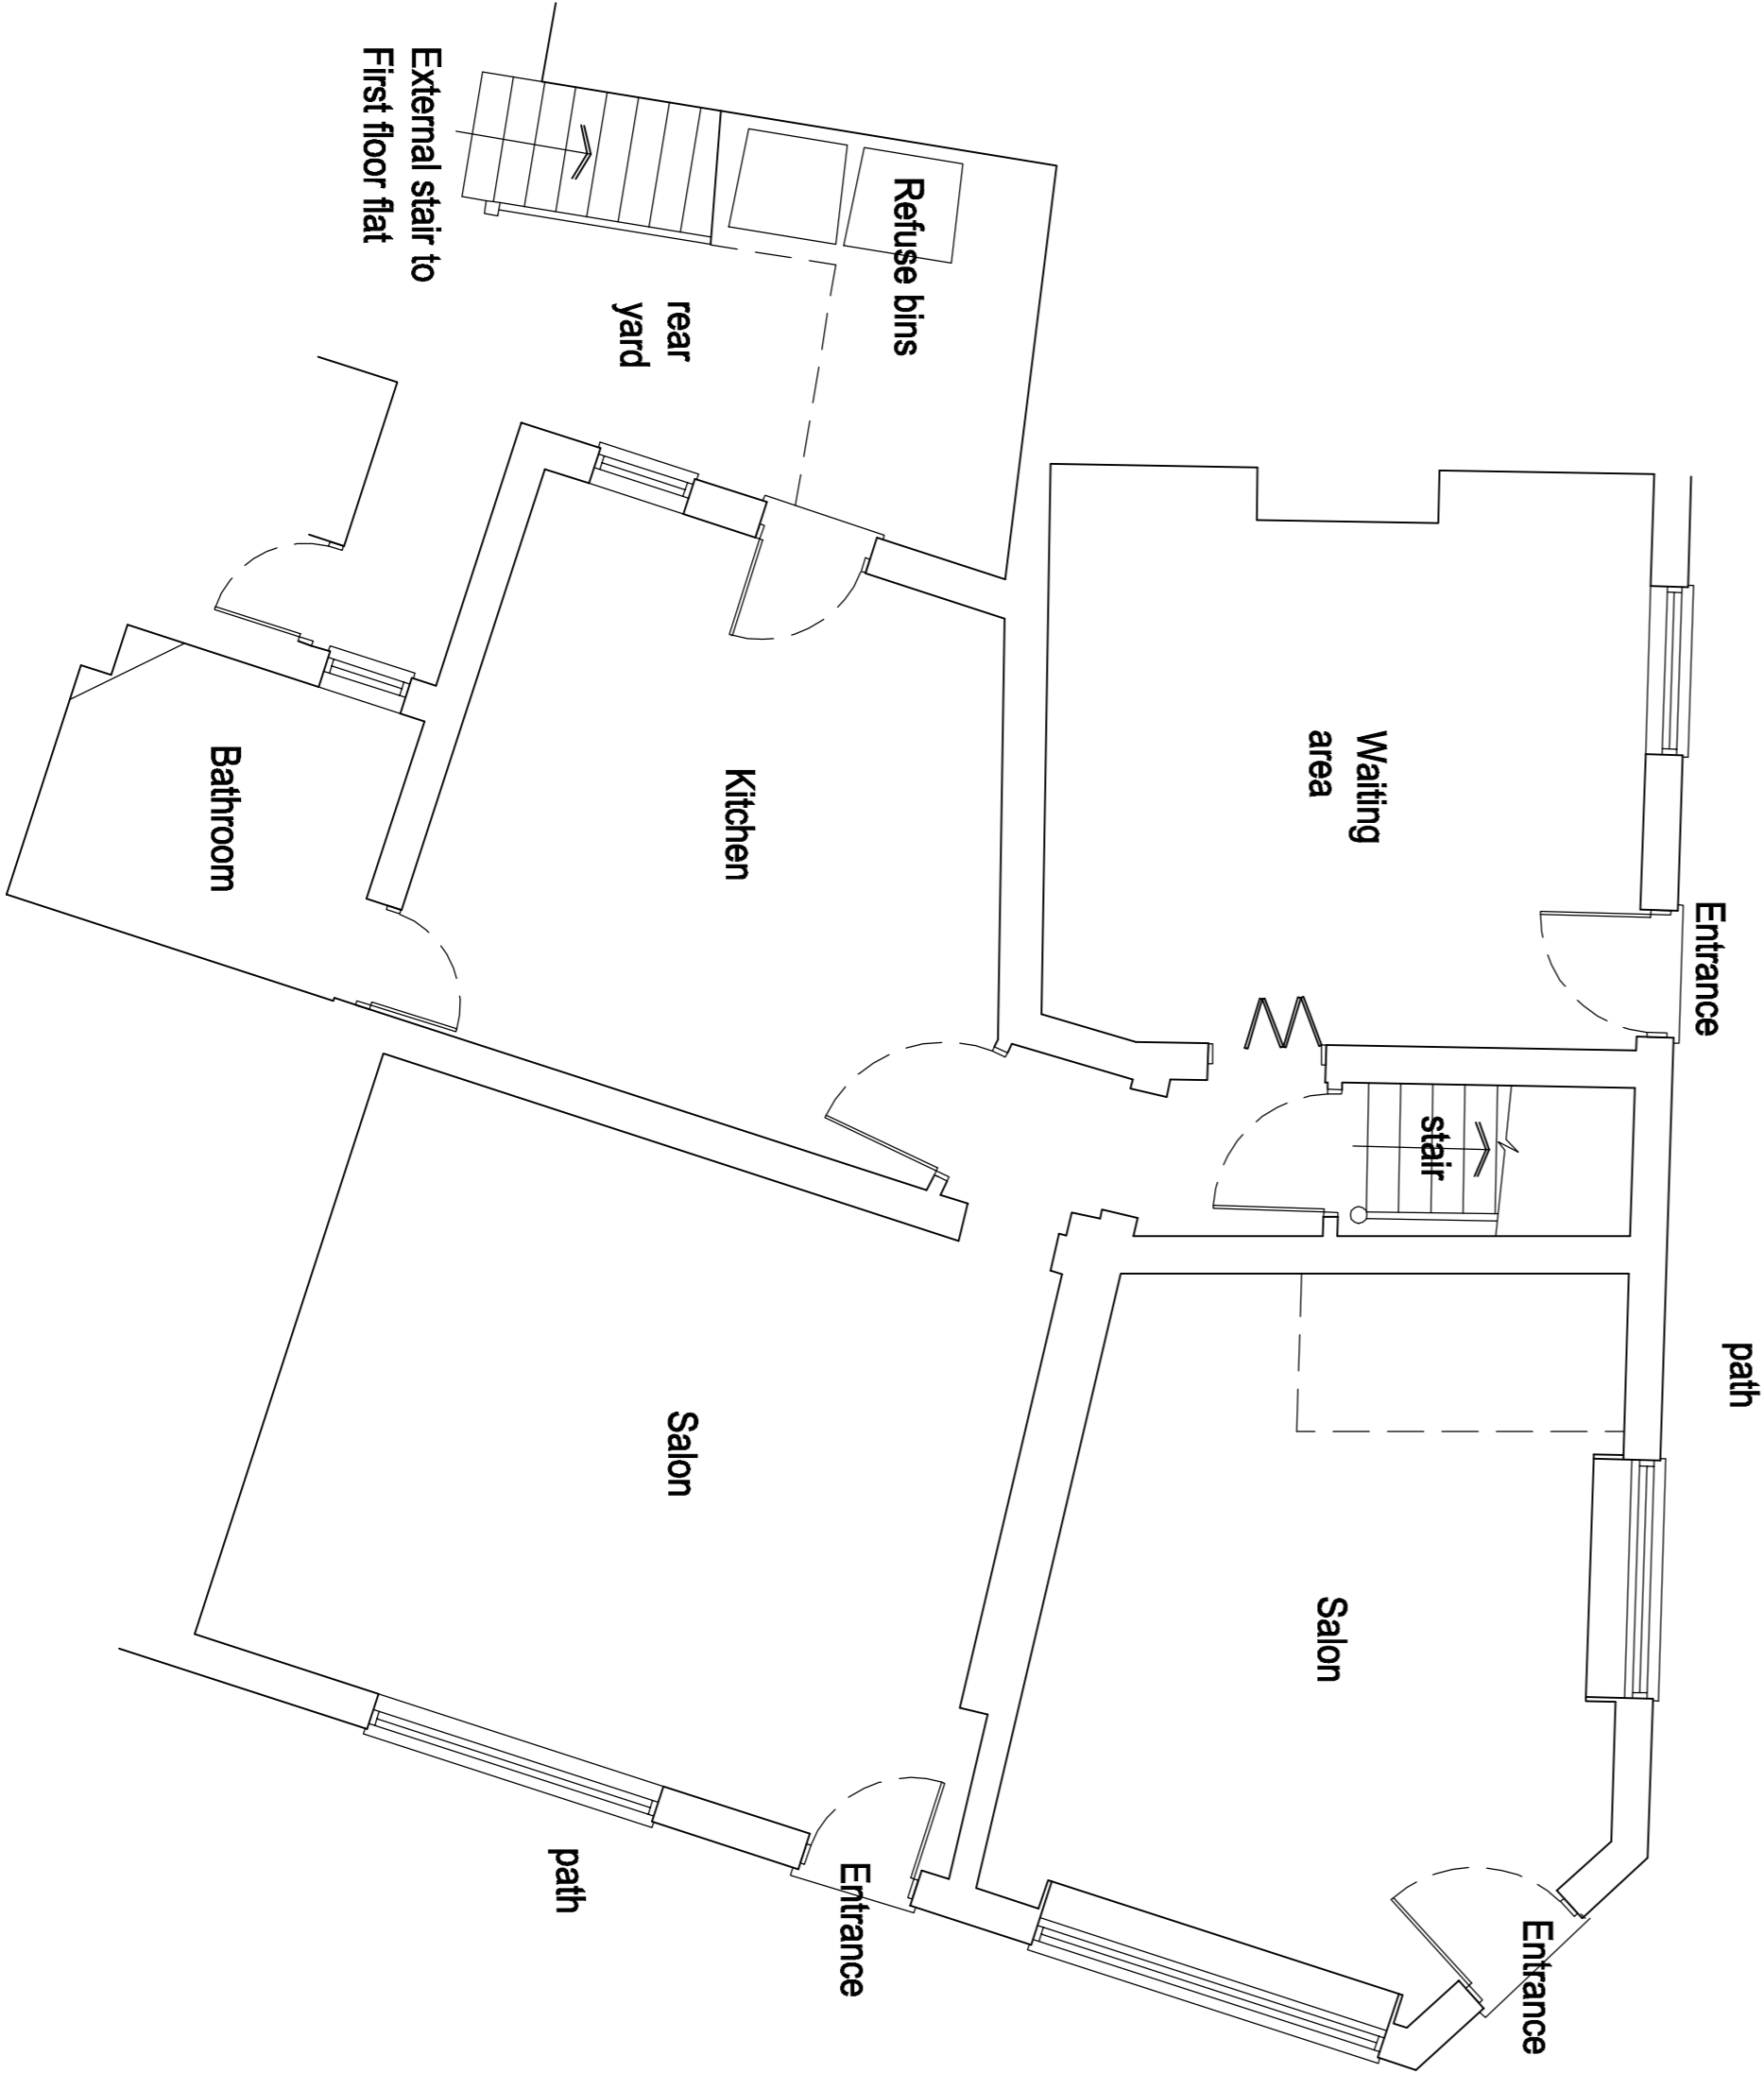 External stair to
First floor flat
Refuse bins
rear
yard
Waiting
area
Entrance
Kitchen
Bathroom
stair
path
Salon
Salon
path
Entrance
Entrance